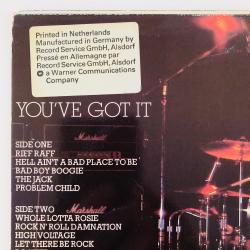 Printed in Netherlands
Manufactured in Germany by
Record Service GmbH, Alsdorf
Pressé en Allemagne par
Record Service GmbH, Alsdorf
a Warner Communications
Company
YOU'VE GOT IT
Marshall
SIDE ONE
RIFF RAFF
HELL AIN'T A BAD PLACE TO BE
BAD BOY BOOGIE
THE JACK
PROBLEM CHILD
SIDE TWO
Marshall
WHOLE LOTTA ROSIE
ROCK N' ROLL DAMNATION
HIGH VOLTAGE
LET THERE BE ROCK